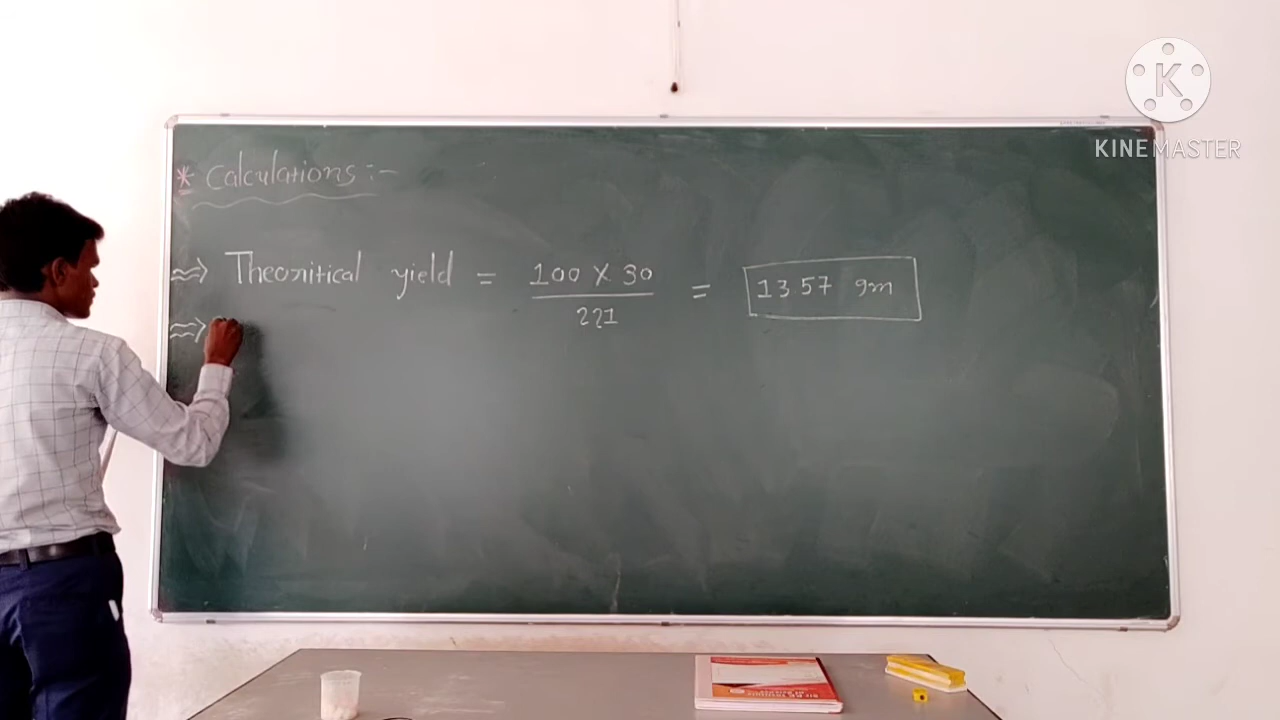 K
KINEMASTER
* Calculations :-
⇒ Theoritical yield = 100 X 30 / 221 = 13 57 gm
⇒